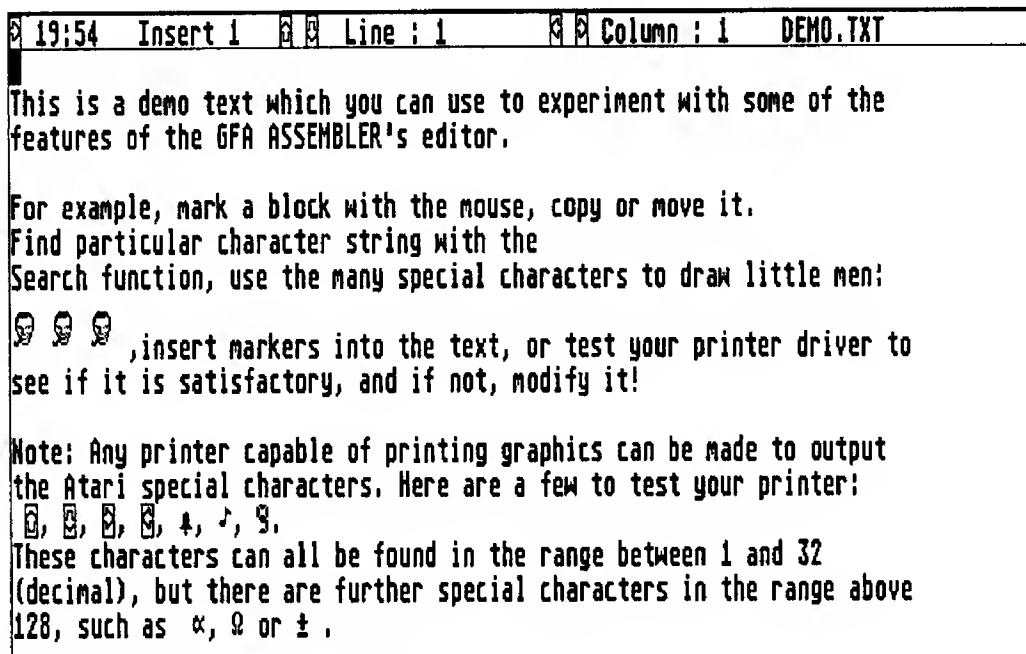 ⇨ 19:54 Insert 1 ⇧ ⇩ Line : 1 ⇦ ⇨ Column : 1 DEMO.TXT
This is a demo text which you can use to experiment with some of the
features of the GFA ASSEMBLER's editor.
For example, mark a block with the mouse, copy or move it.
Find particular character string with the
Search function, use the many special characters to draw little men:
,insert markers into the text, or test your printer driver to
see if it is satisfactory, and if not, modify it!
Note: Any printer capable of printing graphics can be made to output
the Atari special characters. Here are a few to test your printer:
⇧, ⇩, ⇨, ⇦, 🔔, ♪, .
These characters can all be found in the range between 1 and 32
(decimal), but there are further special characters in the range above
128, such as α, Ω or ± .